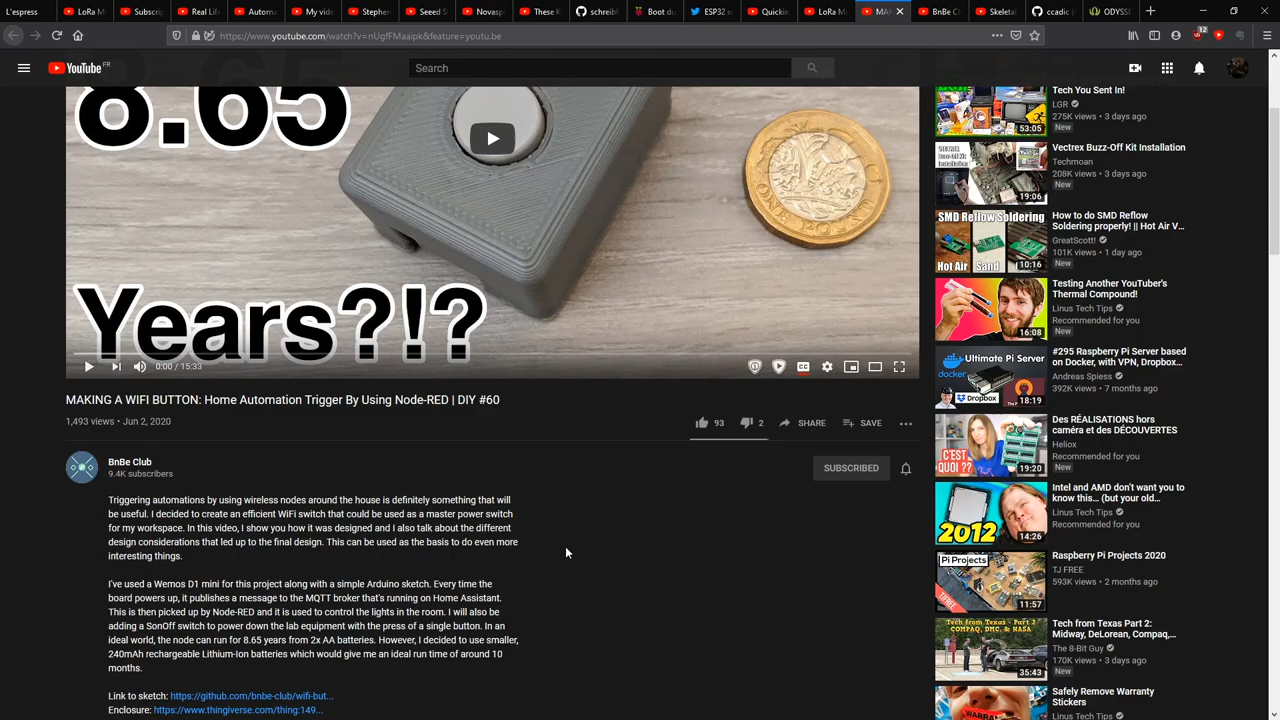 L'espress
LoRa M
Subscrip
Real Life
Automa
My vide
Stephen
Seeed S
Novasp
These K
schreibf
Boot du
ESP32 s
Quickie
LoRa M
MAK
BnBe Cl
Skeletal
ccadic (
ODYSSE
https://www.youtube.com/watch?v=nUgfFMaaipk&feature=youtu.be
12
YouTube FR
Search
8.65
Years?!?
ONE POUND
0:00 / 15:33
CC
MAKING A WIFI BUTTON: Home Automation Trigger By Using Node-RED | DIY #60
1,493 views • Jun 2, 2020
93
2
SHARE
SAVE
BnBe Club
9.4K subscribers
SUBSCRIBED
Triggering automations by using wireless nodes around the house is definitely something that will
be useful. I decided to create an efficient WiFi switch that could be used as a master power switch
for my workspace. In this video, I show you how it was designed and I also talk about the different
design considerations that led up to the final design. This can be used as the basis to do even more
interesting things.
I've used a Wemos D1 mini for this project along with a simple Arduino sketch. Every time the
board powers up, it publishes a message to the MQTT broker that's running on Home Assistant.
This is then picked up by Node-RED and it is used to control the lights in the room. I will also be
adding a SonOff switch to power down the lab equipment with the press of a single button. In an
ideal world, the node can run for 8.65 years on AA batteries. However, I decided to use smaller,
240mAh rechargeable Lithium-Ion batteries which would give me an ideal run time of around 10
months.
Link to sketch: https://github.com/bnbe-club/wifi-but...
Enclosure: https://www.thingiverse.com/thing:149...
Tech You Sent In!
LGR
275K views • 3 days ago
New
53:05
Vectrex Buzz-Off Kit Installation
Techmoan
208K views • 3 days ago
New
19:06
SMD Reflow Soldering
Hot Air
Sand
10:16
How to do SMD Reflow
Soldering properly! || Hot Air V...
GreatScott!
101K views • 1 day ago
New
Testing Another YouTuber's
Thermal Compound!
Linus Tech Tips
Recommended for you
New
16:08
Ultimate Pi Server
docker
Dropbox
18:19
#295 Raspberry Pi Server based
on Docker, with VPN, Dropbox...
Andreas Spiess
392K views • 7 months ago
C'EST
QUOI ??
19:20
Des RÉALISATIONS hors
caméra et des DÉCOUVERTES
Heliox
Recommended for you
New
2012
14:26
Intel and AMD don't want you to
know this... (but your old...
Linus Tech Tips
Recommended for you
Pi Projects
11:57
Raspberry Pi Projects 2020
TJ FREE
593K views • 2 months ago
Tech from Texas - Part 2
COMPAQ, DHC, & NASA
35:43
Tech from Texas Part 2:
Midway, DeLorean, Compaq,...
The 8-Bit Guy
170K views • 3 days ago
New
Safely Remove Warranty
Stickers
Linus Tech Tips